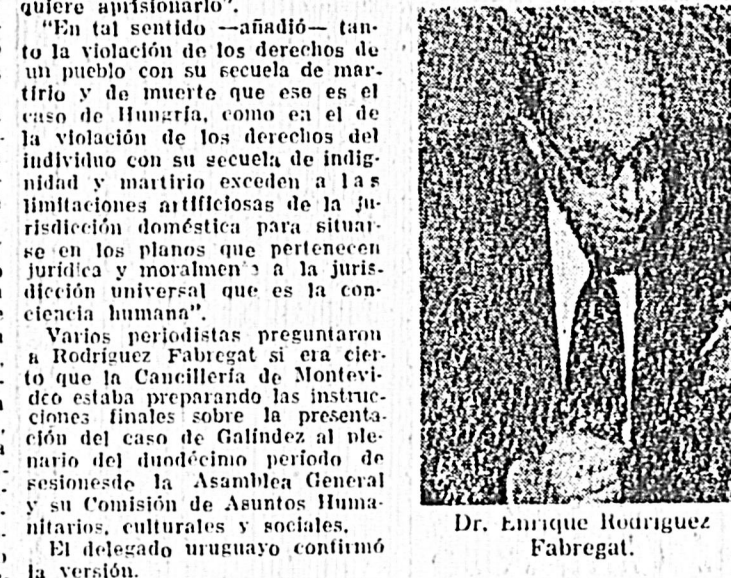 quiere aprisionarlo".
"En tal sentido —añadió— tan-
to la violación de los derechos de
un pueblo con su secuela de mar-
tirio y de muerte que ese es el
caso de Hungría, como en el de
la violación de los derechos del
individuo con su secuela de indig-
nidad y martirio exceden a las
limitaciones artificiosas de la ju-
risdicción doméstica para situar-
se en los planos que pertenecen
jurídica y moralmen e a la juris-
dicción universal que es la con-
ciencia humana".
Varios periodistas preguntaron
a Rodríguez Fabregat si era cier-
to que la Cancillería de Montevi-
deo estaba preparando las instruc-
ciones finales sobre la presenta-
ción del caso de Galíndez al ple-
nario del duodécimo período de
sesionesde la Asamblea General
y su Comisión de Asuntos Huma-
nitarios, culturales y sociales.
El delegado uruguayo confirmó
la versión.
Dr. Enrique Rodríguez
Fabregat.